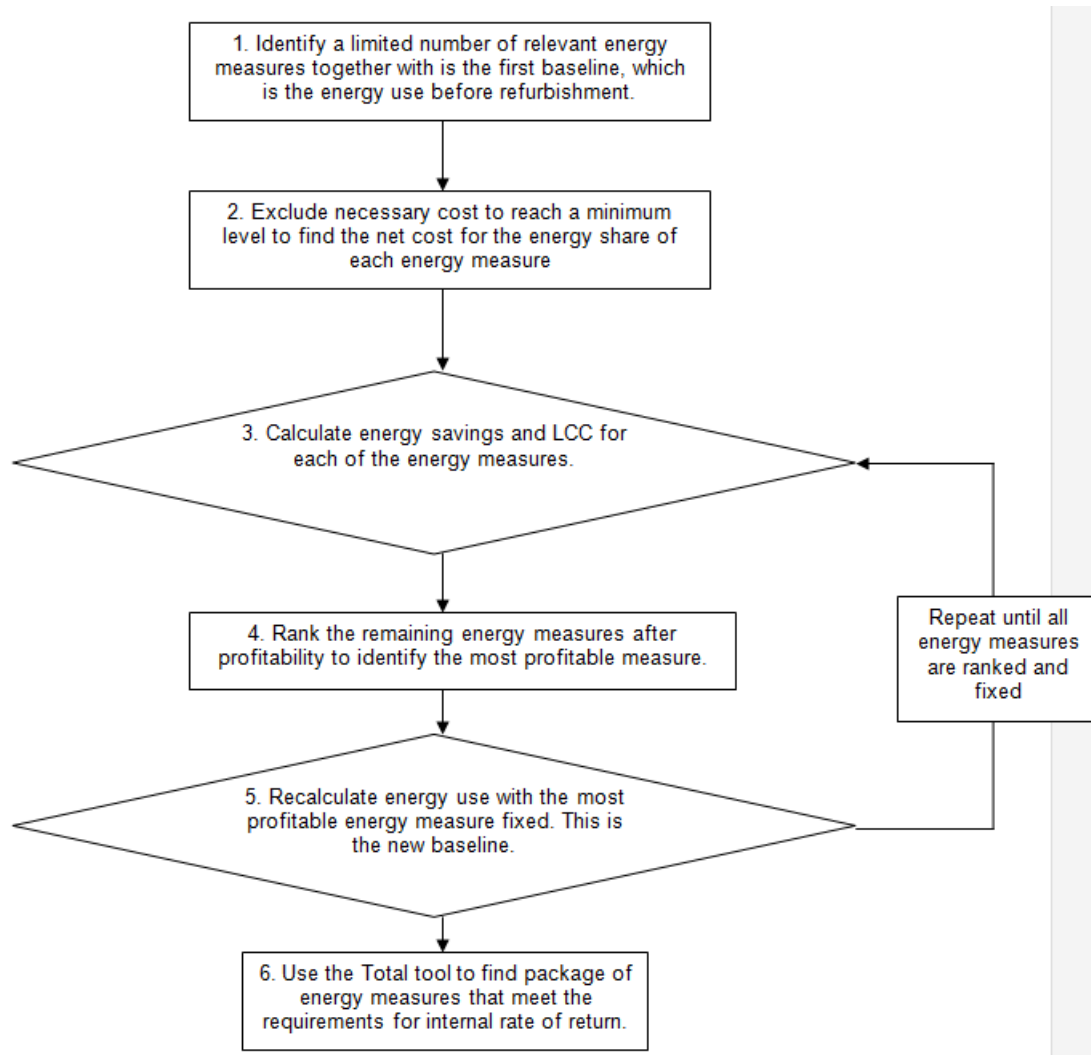 1. Identify a limited number of relevant energy
measures together with is the first baseline, which
is the energy use before refurbishment.
2. Exclude necessary cost to reach a minimum
level to find the net cost for the energy share of
each energy measure
3. Calculate energy savings and LCC for
each of the energy measures.
4. Rank the remaining energy measures after
profitability to identify the most profitable measure.
Repeat until all
energy measures
are ranked and
fixed
5. Recalculate energy use with the most
profitable energy measure fixed. This is
the new baseline.
6. Use the Total tool to find package of
energy measures that meet the
requirements for internal rate of return.